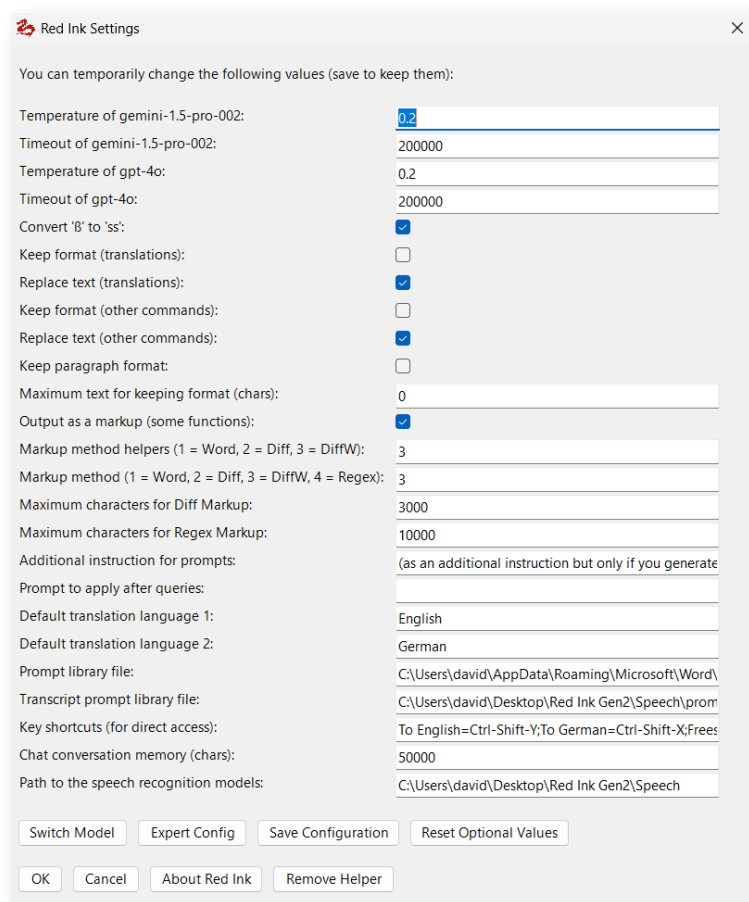 Red Ink Settings
You can temporarily change the following values (save to keep them):
Temperature of gemini-1.5-pro-002: 0.2
Timeout of gemini-1.5-pro-002: 200000
Temperature of gpt-4o: 0.2
Timeout of gpt-4o: 200000
Convert 'ß' to 'ss':
Keep format (translations):
Replace text (translations):
Keep format (other commands):
Replace text (other commands):
Keep paragraph format:
Maximum text for keeping format (chars): 0
Output as a markup (some functions):
Markup method helpers (1 = Word, 2 = Diff, 3 = DiffW): 3
Markup method (1 = Word, 2 = Diff, 3 = DiffW, 4 = Regex): 3
Maximum characters for Diff Markup: 3000
Maximum characters for Regex Markup: 10000
Additional instruction for prompts: (as an additional instruction but only if you generate
Prompt to apply after queries:
Default translation language 1: English
Default translation language 2: German
Prompt library file: C:\Users\david\AppData\Roaming\Microsoft\Word\
Transcript prompt library file: C:\Users\david\Desktop\Red Ink Gen2\Speech\prom
Key shortcuts (for direct access): To English=Ctrl-Shift-Y;To German=Ctrl-Shift-X;Frees
Chat conversation memory (chars): 50000
Path to the speech recognition models: C:\Users\david\Desktop\Red Ink Gen2\Speech
Switch Model Expert Config Save Configuration Reset Optional Values
OK Cancel About Red Ink Remove Helper